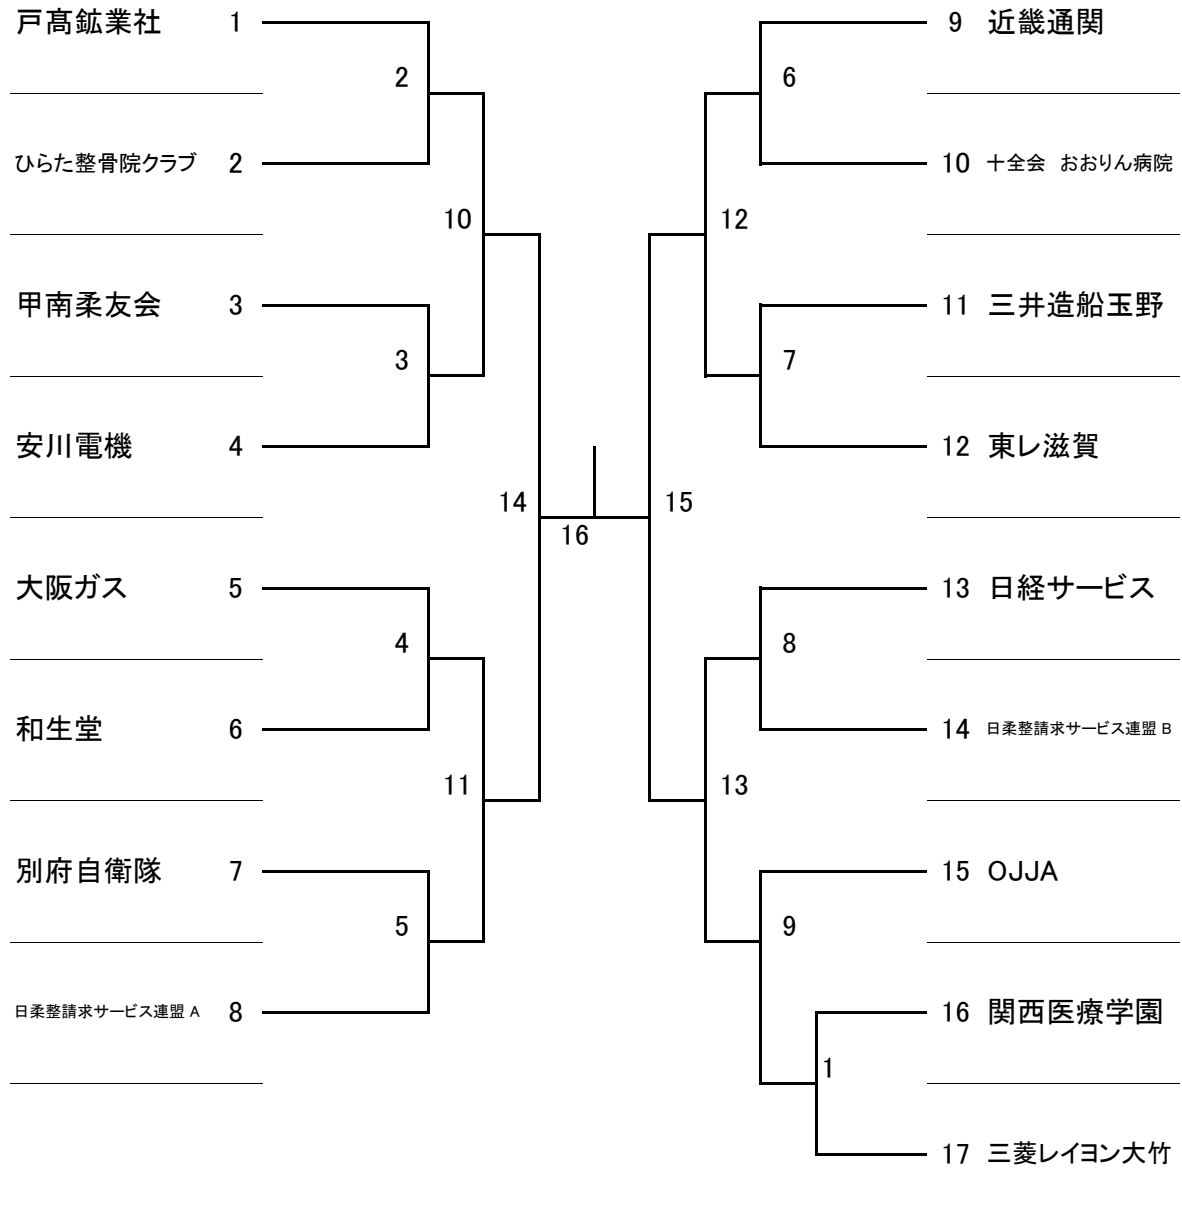 戸髙鉱業社 1
2
ひらた整骨院クラブ 2
10
甲南柔友会 3
3
安川電機 4
14
16
大阪ガス 5
4
和生堂 6
11
別府自衛隊 7
5
日柔整請求サービス連盟 A 8
9 近畿通関
6
10 十全会 おおりん病院
12
11 三井造船玉野
7
12 東レ滋賀
15
13 日経サービス
8
14 日柔整請求サービス連盟 B
13
15 OJJA
9
16 関西医療学園
1
17 三菱レイヨン大竹